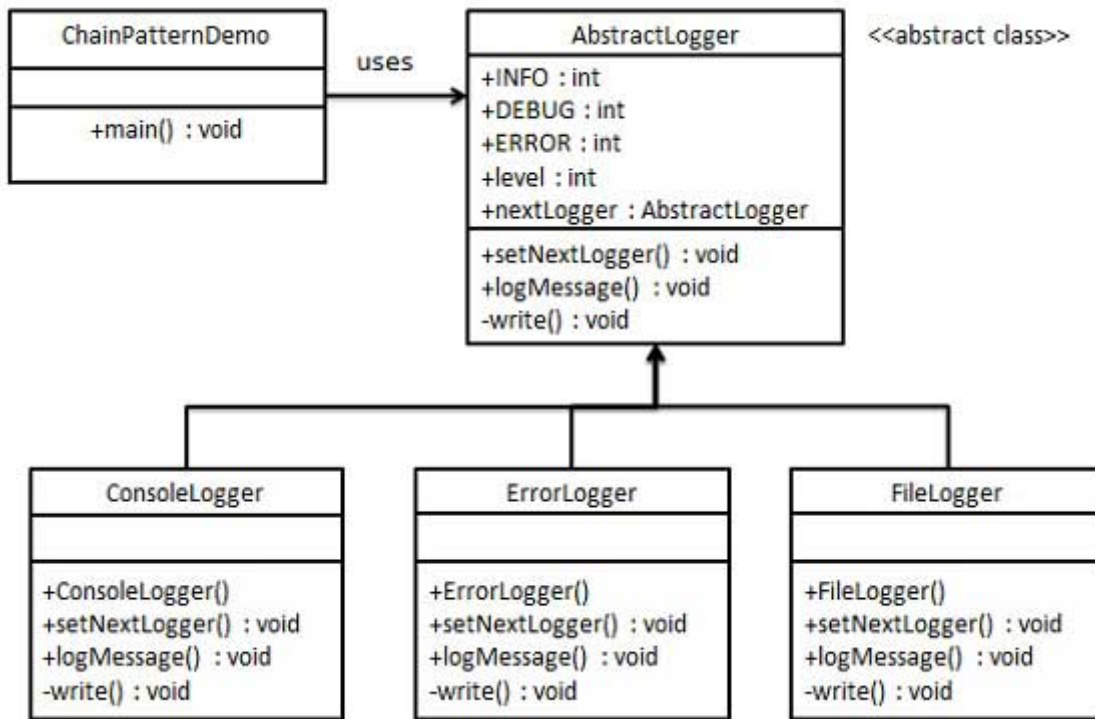 ChainPatternDemo
+main() : void
uses
AbstractLogger
+INFO : int
+DEBUG : int
+ERROR : int
+level : int
+nextLogger : AbstractLogger
+setNextLogger() : void
+logMessage() : void
-write() : void
<<abstract class>>
ConsoleLogger
+ConsoleLogger()
+setNextLogger() : void
+logMessage() : void
-write() : void
ErrorLogger
+ErrorLogger()
+setNextLogger() : void
+logMessage() : void
-write() : void
FileLogger
+FileLogger()
+setNextLogger() : void
+logMessage() : void
-write() : void